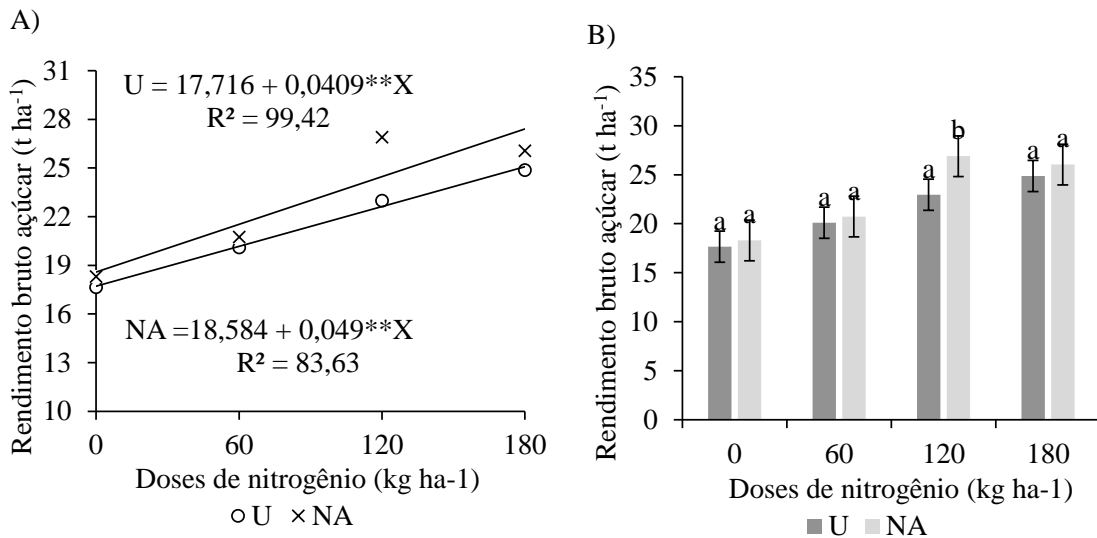 A)
Rendimento bruto açúcar (t ha-1)
31
28
25
22
19
16
13
10
U = 17,716 + 0,0409**X
R² = 99,42
NA =18,584 + 0,049**X
R² = 83,63
0 60 120 180
Doses de nitrogênio (kg ha-1)
U NA
B)
Rendimento bruto açúcar (t ha-1)
35
30
25
20
15
10
5
0
a a a a a b a a
0 60 120 180
Doses de nitrogênio (kg ha-1)
U NA